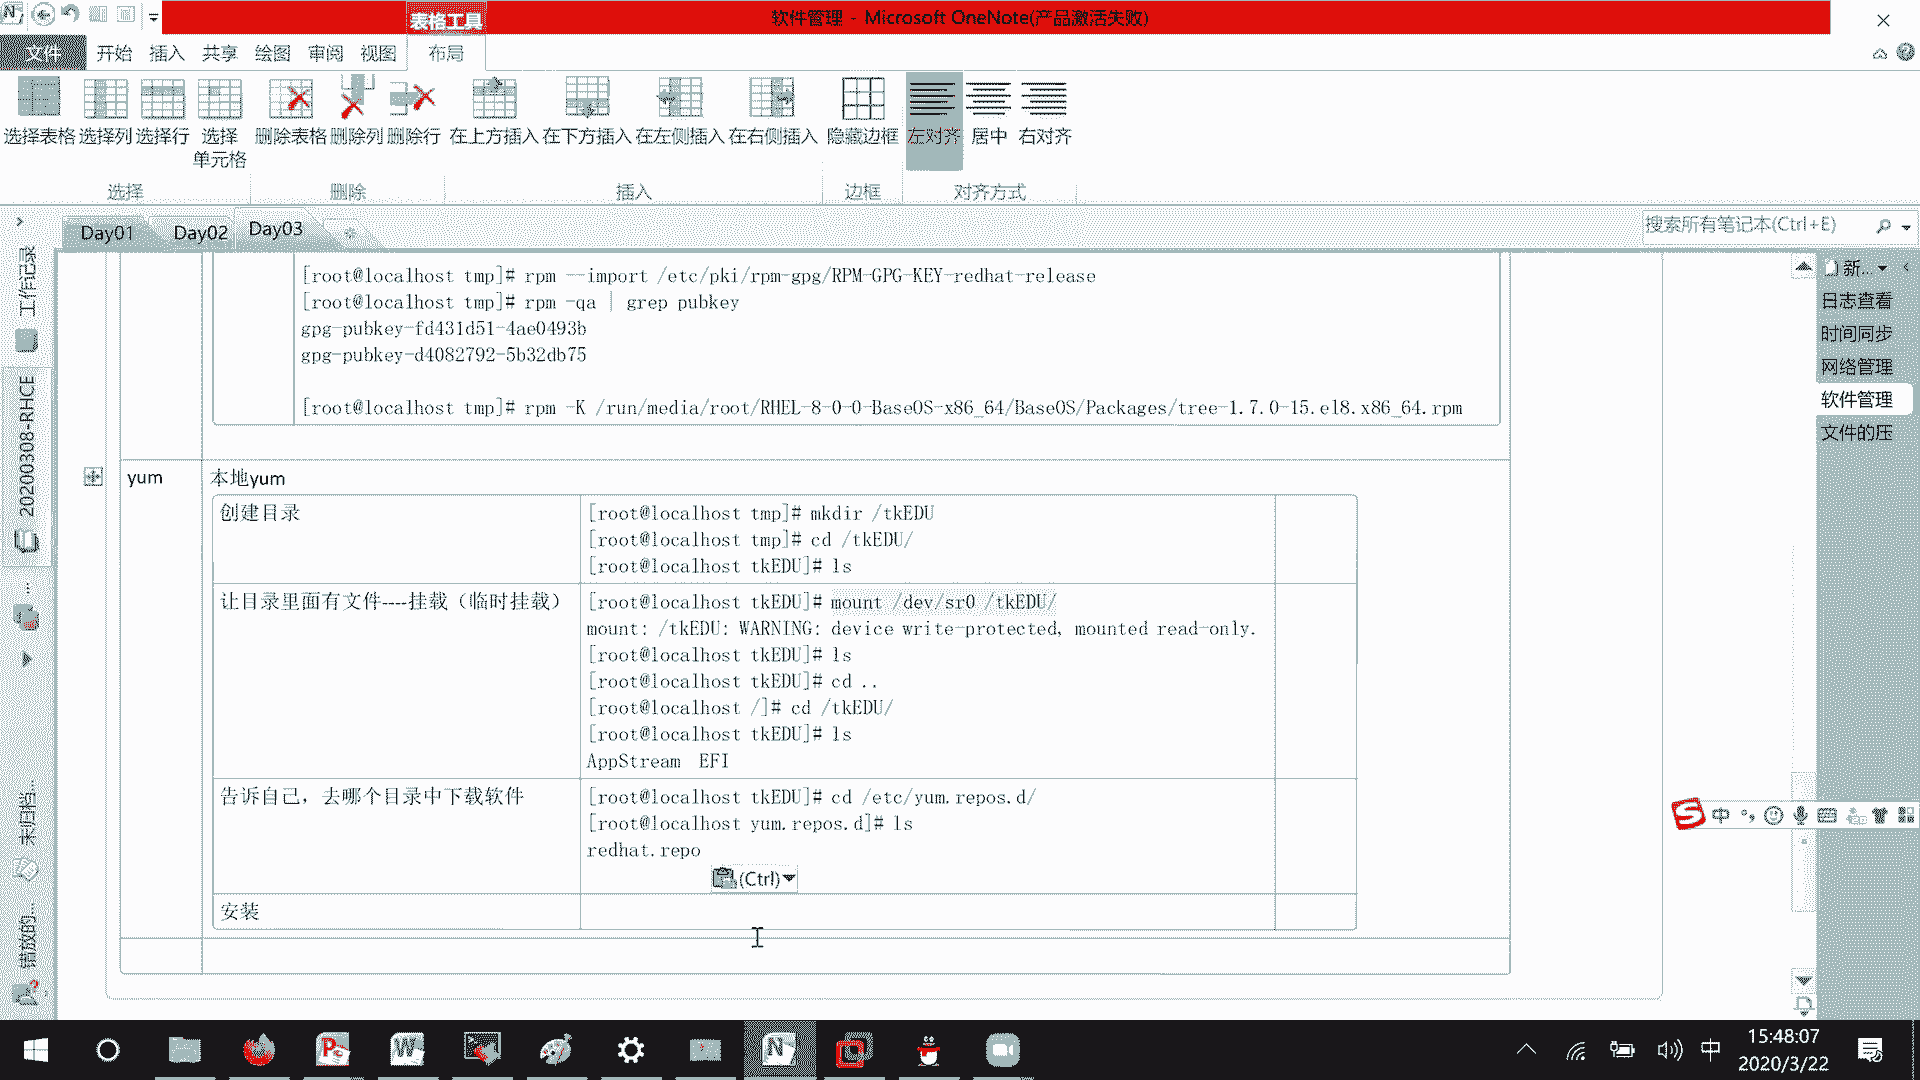 表格工具
软件管理 - Microsoft OneNote(产品激活失败)
文件 开始 插入 共享 绘图 审阅 视图 布局
选择表格 选择列 选择行 选择单元格 删除表格 删除列 删除行 在上方插入 在下方插入 在左侧插入 在右侧插入 隐藏边框 左对齐 居中 右对齐
选择 删除 插入 边框 对齐方式
Day01 Day02 Day03
搜索所有笔记本(Ctrl+E)
工作记录
20200308-RHCE
未归档...
错放的...
新...
日志查看
时间同步
网络管理
软件管理
文件的压
[root@localhost tmp]# rpm --import /etc/pki/rpm-gpg/RPM-GPG-KEY-redhat-release
[root@localhost tmp]# rpm -qa | grep pubkey
gpg-pubkey-fd431d51-4ae0493b
gpg-pubkey-d4082792-5b32db75
[root@localhost tmp]# rpm -K /run/media/root/RHEL-8-0-0-BaseOS-x86_64/BaseOS/Packages/tree-1.7.0-15.el8.x86_64.rpm
yum
本地yum
创建目录
[root@localhost tmp]# mkdir /tkEDU
[root@localhost tmp]# cd /tkEDU/
[root@localhost tkEDU]# ls
让目录里面有文件----挂载（临时挂载）
[root@localhost tkEDU]# mount /dev/sr0 /tkEDU/
mount: /tkEDU: WARNING: device write-protected, mounted read-only.
[root@localhost tkEDU]# ls
[root@localhost tkEDU]# cd ..
[root@localhost /]# cd /tkEDU/
[root@localhost tkEDU]# ls
AppStream EFI
告诉自己，去哪个目录中下载软件
[root@localhost tkEDU]# cd /etc/yum.repos.d/
[root@localhost yum.repos.d]# ls
redhat.repo
(Ctrl)
安装
中
中
15:48:07
2020/3/22